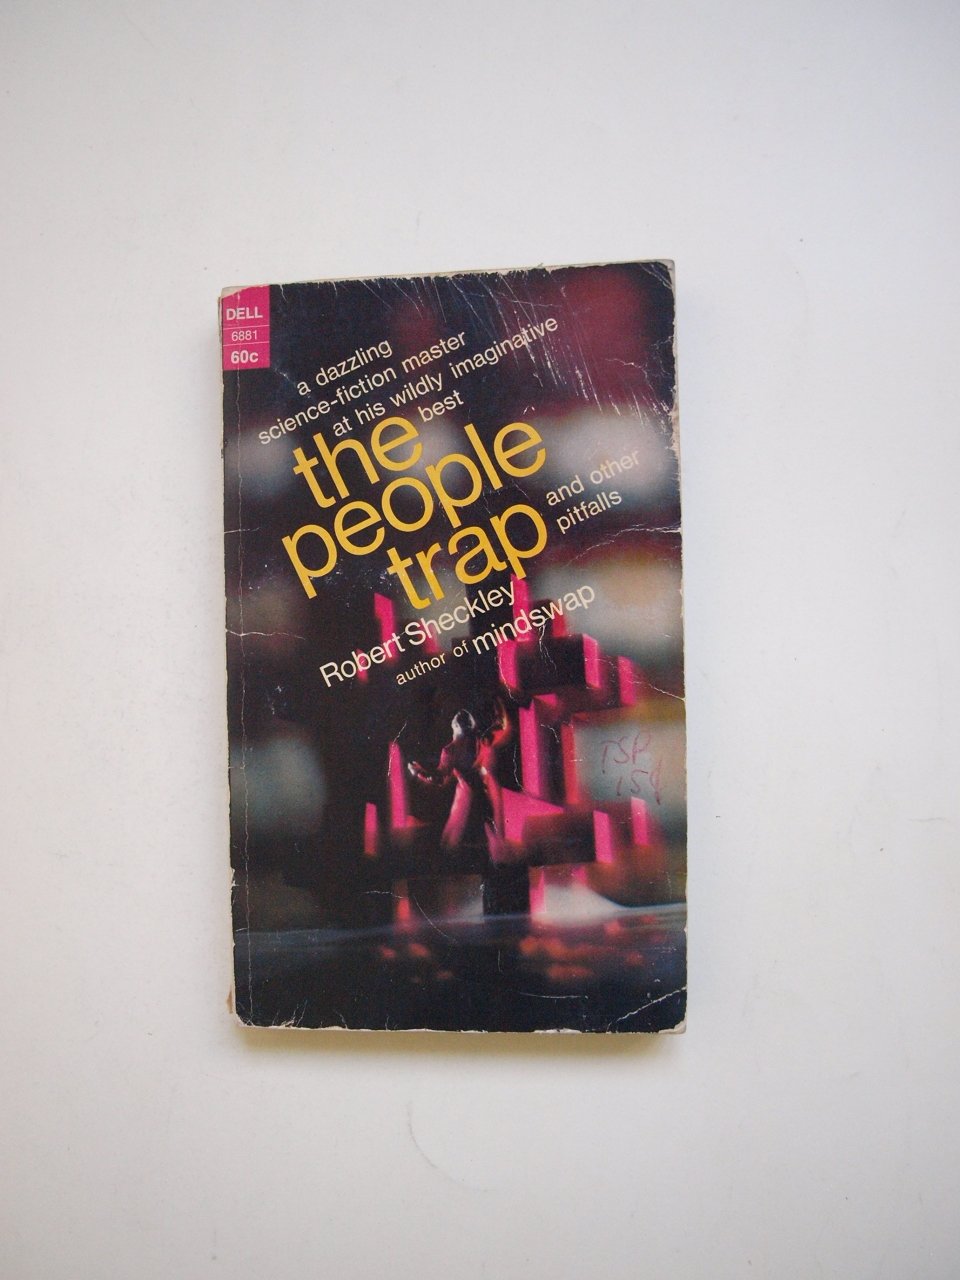 DELL
6881
60c
a dazzling
science-fiction master
at his wildly imaginative
best
the
people
trap
and other
pitfalls
Robert Sheckley
author of mindswap
TSP